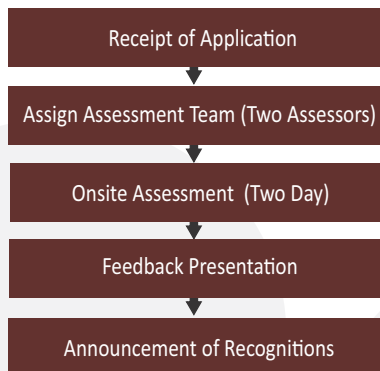 Receipt of Application
Assign Assessment Team (Two Assessors)
Onsite Assessment (Two Day)
Feedback Presentation
Announcement of Recognitions